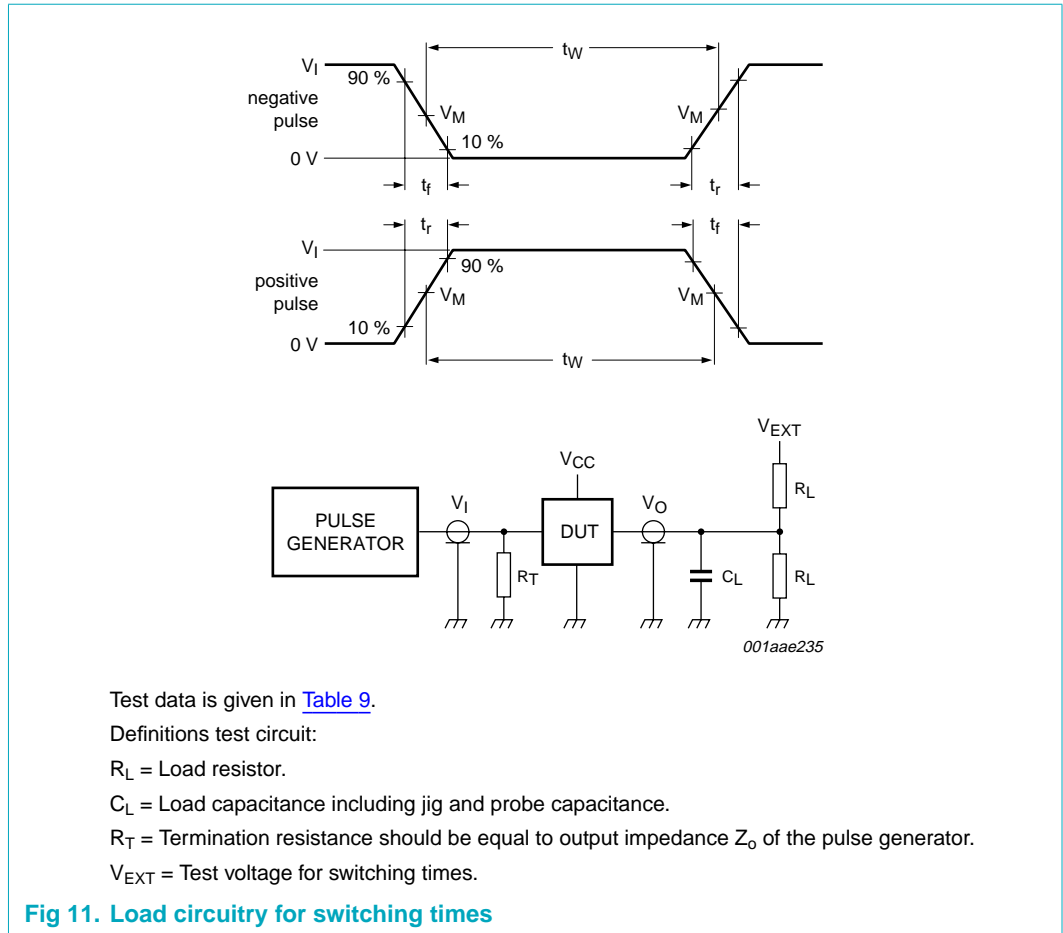 tW
VI
90 %
negative
pulse
VM
VM
10 %
0 V
tf
tr
tr
tf
VI
90 %
positive
pulse
VM
VM
10 %
0 V
tW
VEXT
VCC
RL
VI
VO
PULSE
GENERATOR
DUT
RT
CL
RL
001aae235
Test data is given in Table 9.
Definitions test circuit:
RL = Load resistor.
CL = Load capacitance including jig and probe capacitance.
RT = Termination resistance should be equal to output impedance Zo of the pulse generator.
VEXT = Test voltage for switching times.
Fig 11. Load circuitry for switching times